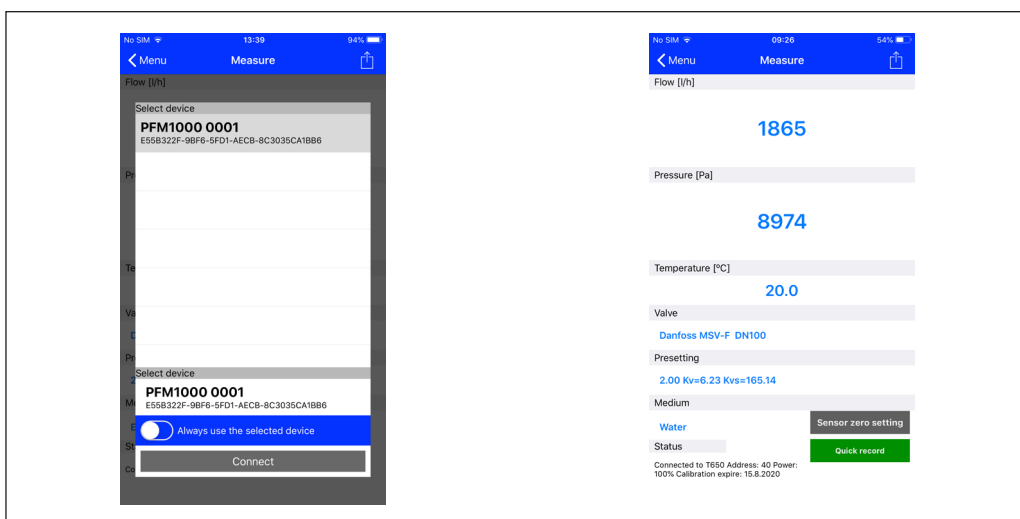 No SIM 13:39 94%
Menu Measure
Flow [l/h]
Select device
PFM1000 0001
E55B322F-9BF6-5FD1-AECB-8C3035CA1BB6
Pr
Te
Va
Pr
Select device
PFM1000 0001
E55B322F-9BF6-5FD1-AECB-8C3035CA1BB6
Always use the selected device
Connect
No SIM 09:26 54%
Menu Measure
Flow [l/h]
1865
Pressure [Pa]
8974
Temperature [°C]
20.0
Valve
Danfoss MSV-F DN100
Presetting
2.00 Kv=6.23 Kvs=165.14
Medium
Water
Sensor zero setting
Status
Quick record
Connected to T650 Address: 40 Power:
100% Calibration expire: 15.8.2020